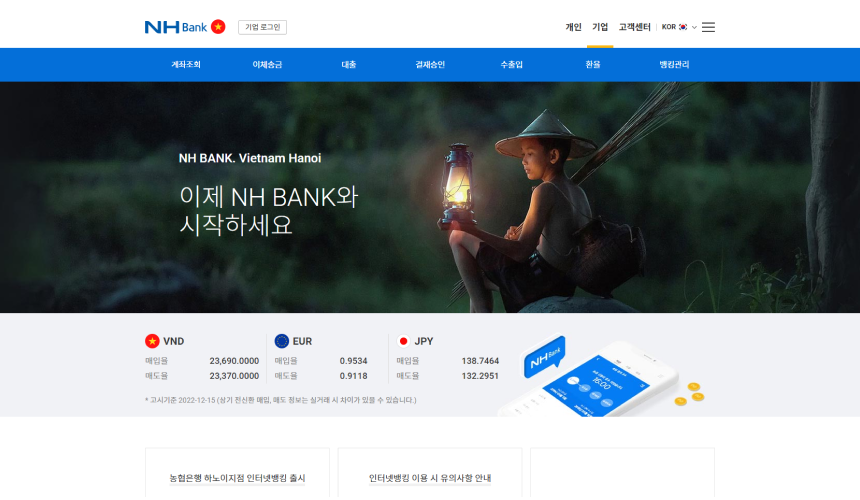 NH Bank
기업 로그인
개인 기업 고객센터 KOR
계좌조회 이체송금 대출 결재승인 수출입 환율 뱅킹관리
NH BANK. Vietnam Hanoi
이제 NH BANK와
시작하세요
VND
매입율 23,690.0000
매도율 23,370.0000
EUR
매입율 0.9534
매도율 0.9118
JPY
매입율 138.7464
매도율 132.2951
* 고시기준 2022-12-15 (상기 전신환 매입, 매도 정보는 실거래 시 차이가 있을 수 있습니다.)
NH Bank
16:00
농협은행 하노이지점 인터넷뱅킹 출시
인터넷뱅킹 이용 시 유의사항 안내